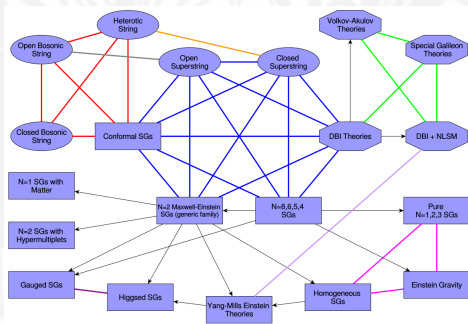 Heterotic
String
Volkov-Akulov
Theories
Open Bosonic
String
Open
Superstring
Closed
Superstring
Special Galileon
Theories
Closed Bosonic
String
Conformal SGs
DBI Theories
DBI + NLSM
N=1 SGs with
Matter
N=2 Maxwell-Einstein
SGs (generic family)
N=8,6,5,4
SGs
Pure
N=1,2,3 SGs
N=2 SGs with
Hypermultiplets
Gauged SGs
Higgsed SGs
Yang-Mills Einstein
Theories
Homogeneous
SGs
Einstein Gravity